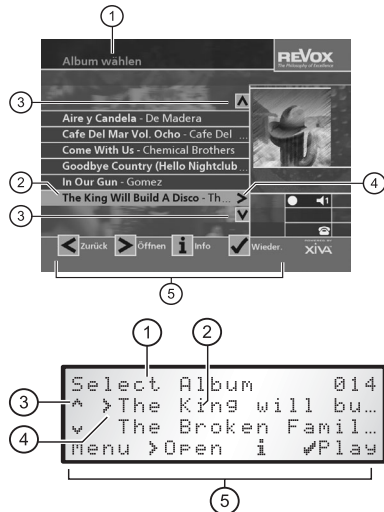 1
Album wählen
REVOX
The Philosophy of Excellence
3
Aire y Candela - De Madera
Cafe Del Mar Vol. Ocho - Cafe Del ...
Come With Us - Chemical Brothers
Goodbye Country (Hello Nightclub...
In Our Gun - Gomez
2
The King Will Build A Disco - Th...
4
3
1
< Zurück > Öffnen i Info ✓ Wieder.
POWERED BY
XiVA
5
1
2
Select Album 014
3
^ >The King will bu...
4
v The Broken Famil...
Menu >Open i ✓Play
5